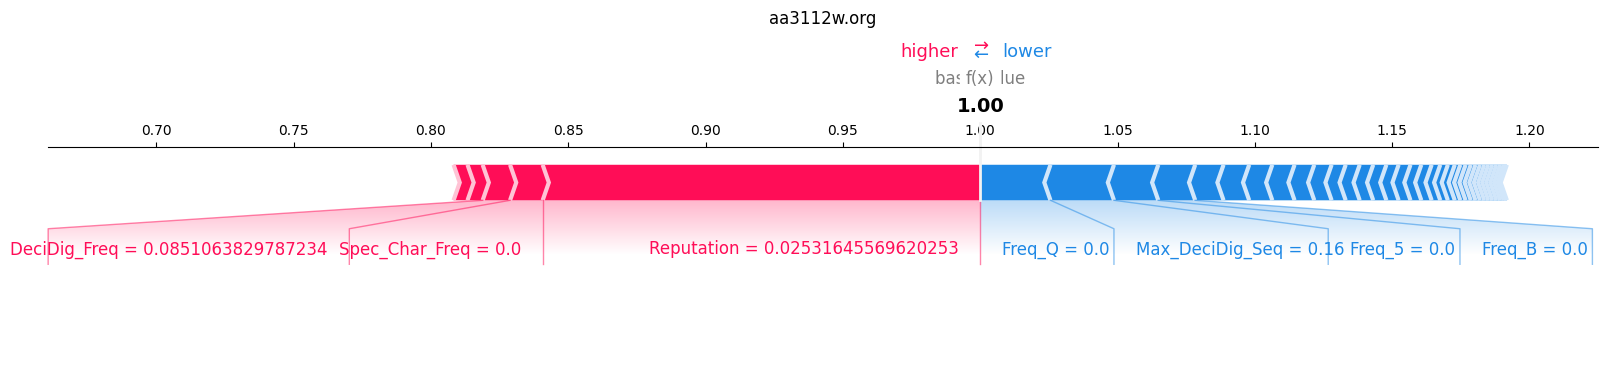 aa3112w.org
higher ⇄ lower
f(x) lue
1.00
0.70 0.75 0.80 0.85 0.90 0.95 1.00 1.05 1.10 1.15 1.20
DeciDig_Freq = 0.0851063829787234 Spec_Char_Freq = 0.0 Reputation = 0.02531645569620253 Freq_Q = 0.0 Max_DeciDig_Seq = 0.16 Freq_5 = 0.0 Freq_B = 0.0